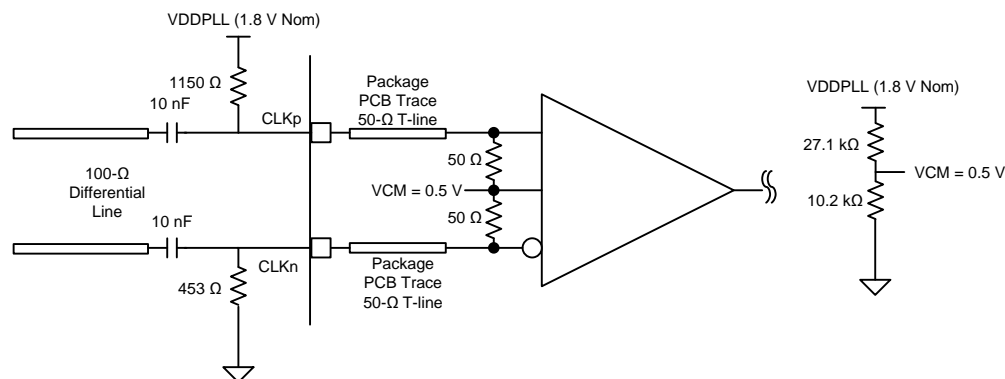 VDDPLL (1.8 V Nom)
1150 Ω
10 nF
CLKp
Package
PCB Trace
50-Ω T-line
100-Ω
Differential
Line
50 Ω
VCM = 0.5 V
50 Ω
10 nF
CLKn
453 Ω
Package
PCB Trace
50-Ω T-line
VDDPLL (1.8 V Nom)
27.1 kΩ
VCM = 0.5 V
10.2 kΩ